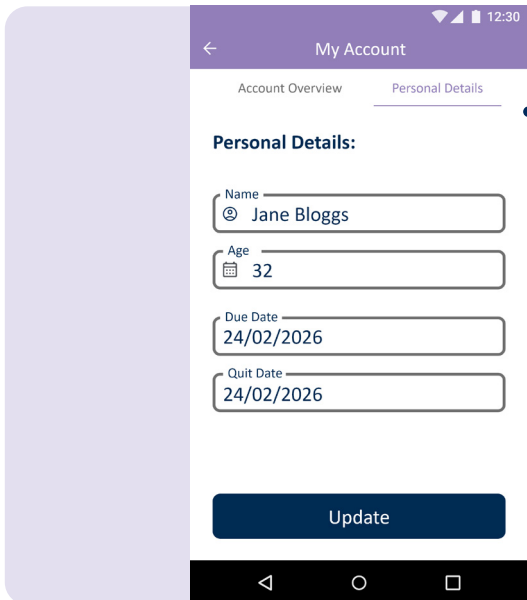 12:30
My Account
Account Overview Personal Details
Personal Details:
Name
Jane Bloggs
Age
32
Due Date
24/02/2026
Quit Date
24/02/2026
Update